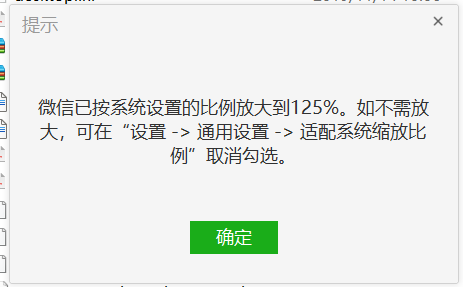 提示
微信已按系统设置的比例放大到125%。如不需放
大，可在“设置 -> 通用设置 -> 适配系统缩放比
例”取消勾选。
确定